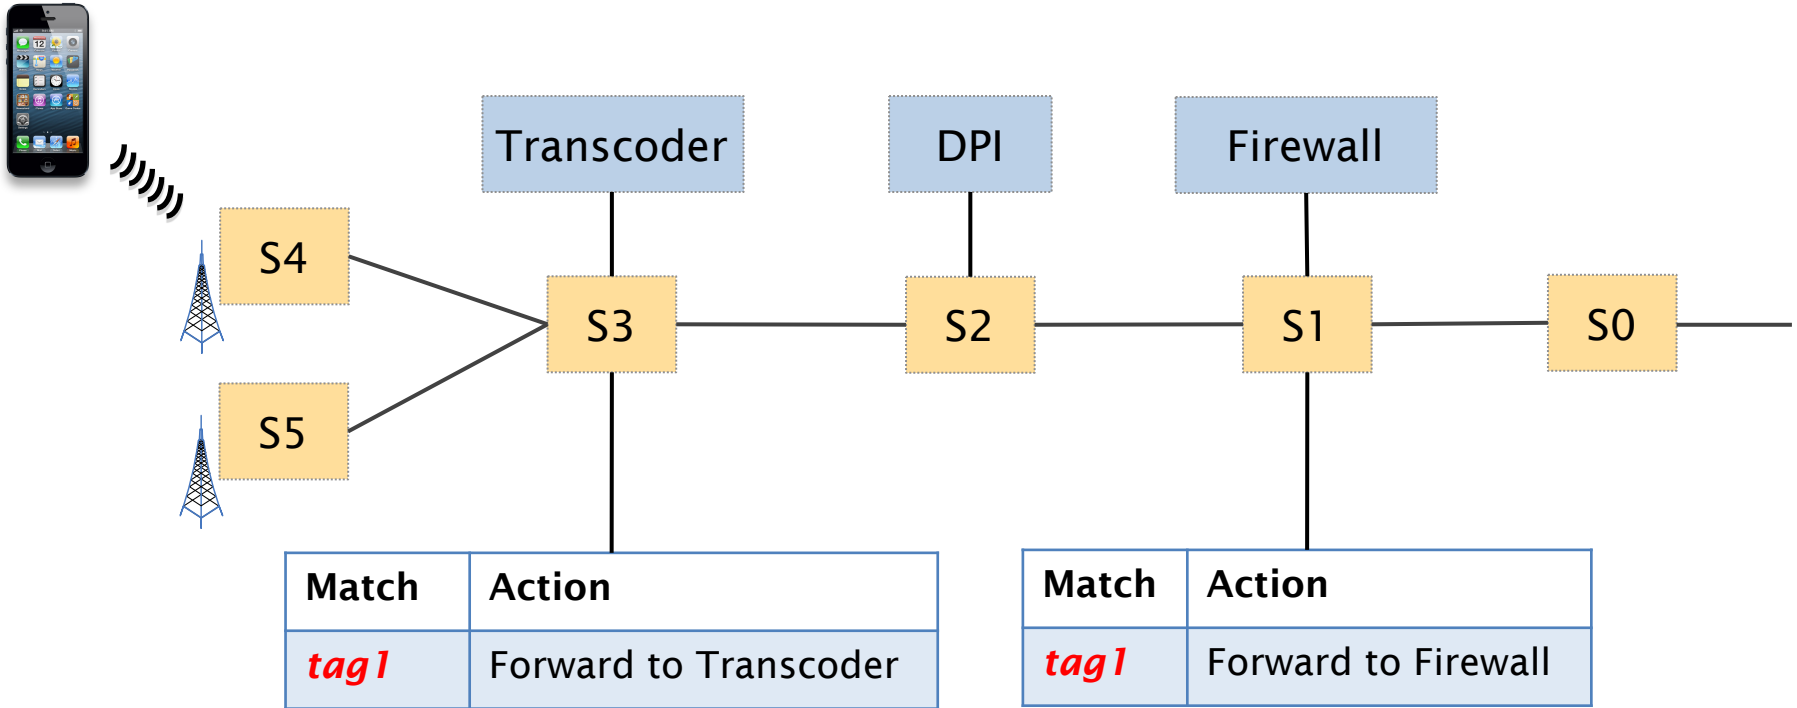 Transcoder
DPI
Firewall
S4
S3
S2
S1
S0
S5
Match Action
tag1 Forward to Transcoder
Match Action
tag1 Forward to Firewall